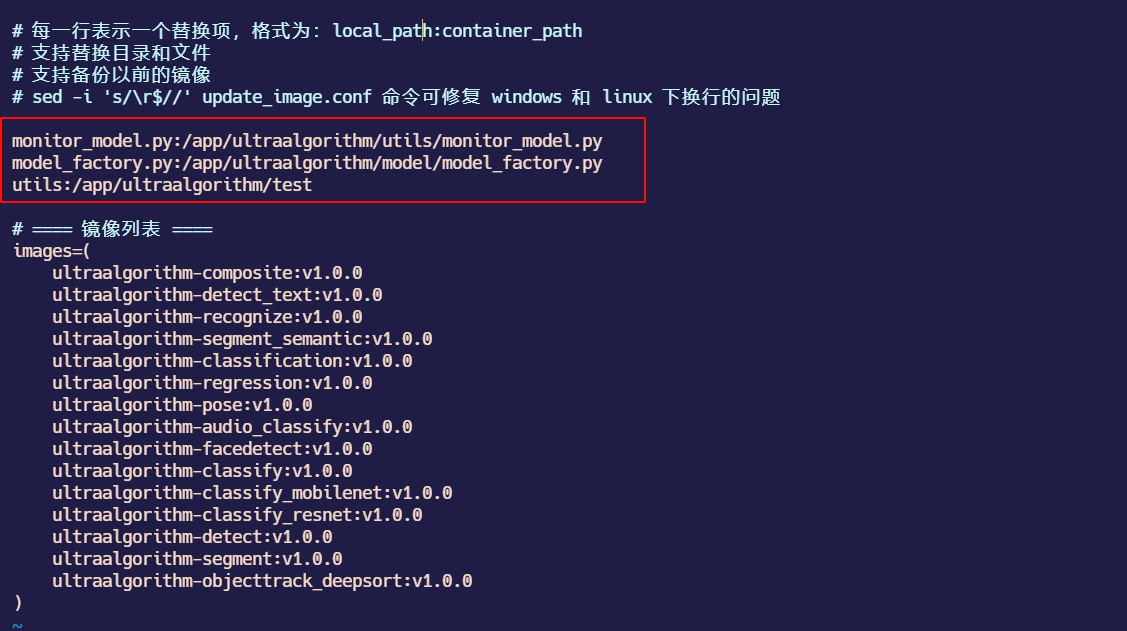 # 每一行表示一个替换项，格式为：local_path:container_path
# 支持替换目录和文件
# 支持备份以前的镜像
# sed -i 's/\r$//' update_image.conf 命令可修复 windows 和 linux 下换行的问题
monitor_model.py:/app/ultraalgorithm/utils/monitor_model.py
model_factory.py:/app/ultraalgorithm/model/model_factory.py
utils:/app/ultraalgorithm/test
# ==== 镜像列表 ====
images=(
    ultraalgorithm-composite:v1.0.0
    ultraalgorithm-detect_text:v1.0.0
    ultraalgorithm-recognize:v1.0.0
    ultraalgorithm-segment_semantic:v1.0.0
    ultraalgorithm-classification:v1.0.0
    ultraalgorithm-regression:v1.0.0
    ultraalgorithm-pose:v1.0.0
    ultraalgorithm-audio_classify:v1.0.0
    ultraalgorithm-facedetect:v1.0.0
    ultraalgorithm-classify:v1.0.0
    ultraalgorithm-classify_mobilenet:v1.0.0
    ultraalgorithm-classify_resnet:v1.0.0
    ultraalgorithm-detect:v1.0.0
    ultraalgorithm-segment:v1.0.0
    ultraalgorithm-objecttrack_deepsort:v1.0.0
)
~